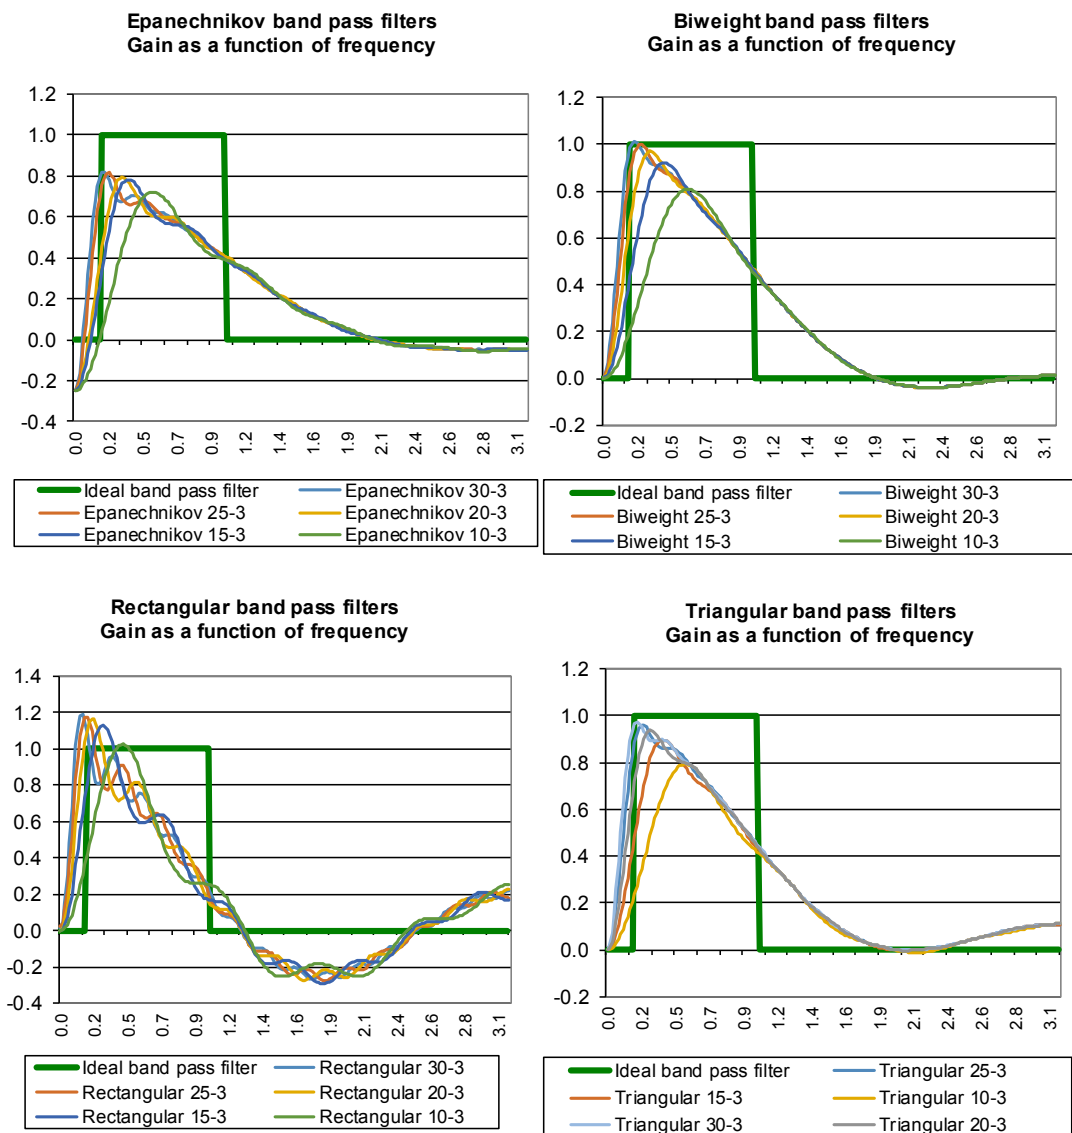 Epanechnikov band pass filters
Gain as a function of frequency
1.2
1.0
0.8
0.6
0.4
0.2
0.0
-0.2
-0.4
0.0 0.2 0.5 0.7 0.9 1.2 1.4 1.6 1.9 2.1 2.4 2.6 2.8 3.1
Ideal band pass filter Epanechnikov 30-3
Epanechnikov 25-3 Epanechnikov 20-3
Epanechnikov 15-3 Epanechnikov 10-3
Biweight band pass filters
Gain as a function of frequency
1.2
1.0
0.8
0.6
0.4
0.2
0.0
-0.2
0.0 0.2 0.5 0.7 0.9 1.2 1.4 1.6 1.9 2.1 2.4 2.6 2.8 3.1
Ideal band pass filter Biweight 30-3
Biweight 25-3 Biweight 20-3
Biweight 15-3 Biweight 10-3
Rectangular band pass filters
Gain as a function of frequency
1.4
1.2
1.0
0.8
0.6
0.4
0.2
0.0
-0.2
-0.4
0.0 0.2 0.5 0.7 0.9 1.2 1.4 1.6 1.9 2.1 2.4 2.6 2.8 3.1
Ideal band pass filter Rectangular 30-3
Rectangular 25-3 Rectangular 20-3
Rectangular 15-3 Rectangular 10-3
Triangular band pass filters
Gain as a function of frequency
1.2
1.0
0.8
0.6
0.4
0.2
0.0
-0.2
0.0 0.2 0.5 0.7 0.9 1.2 1.4 1.6 1.9 2.1 2.4 2.6 2.8 3.1
Ideal band pass filter Triangular 25-3
Triangular 15-3 Triangular 10-3
Triangular 30-3 Triangular 20-3